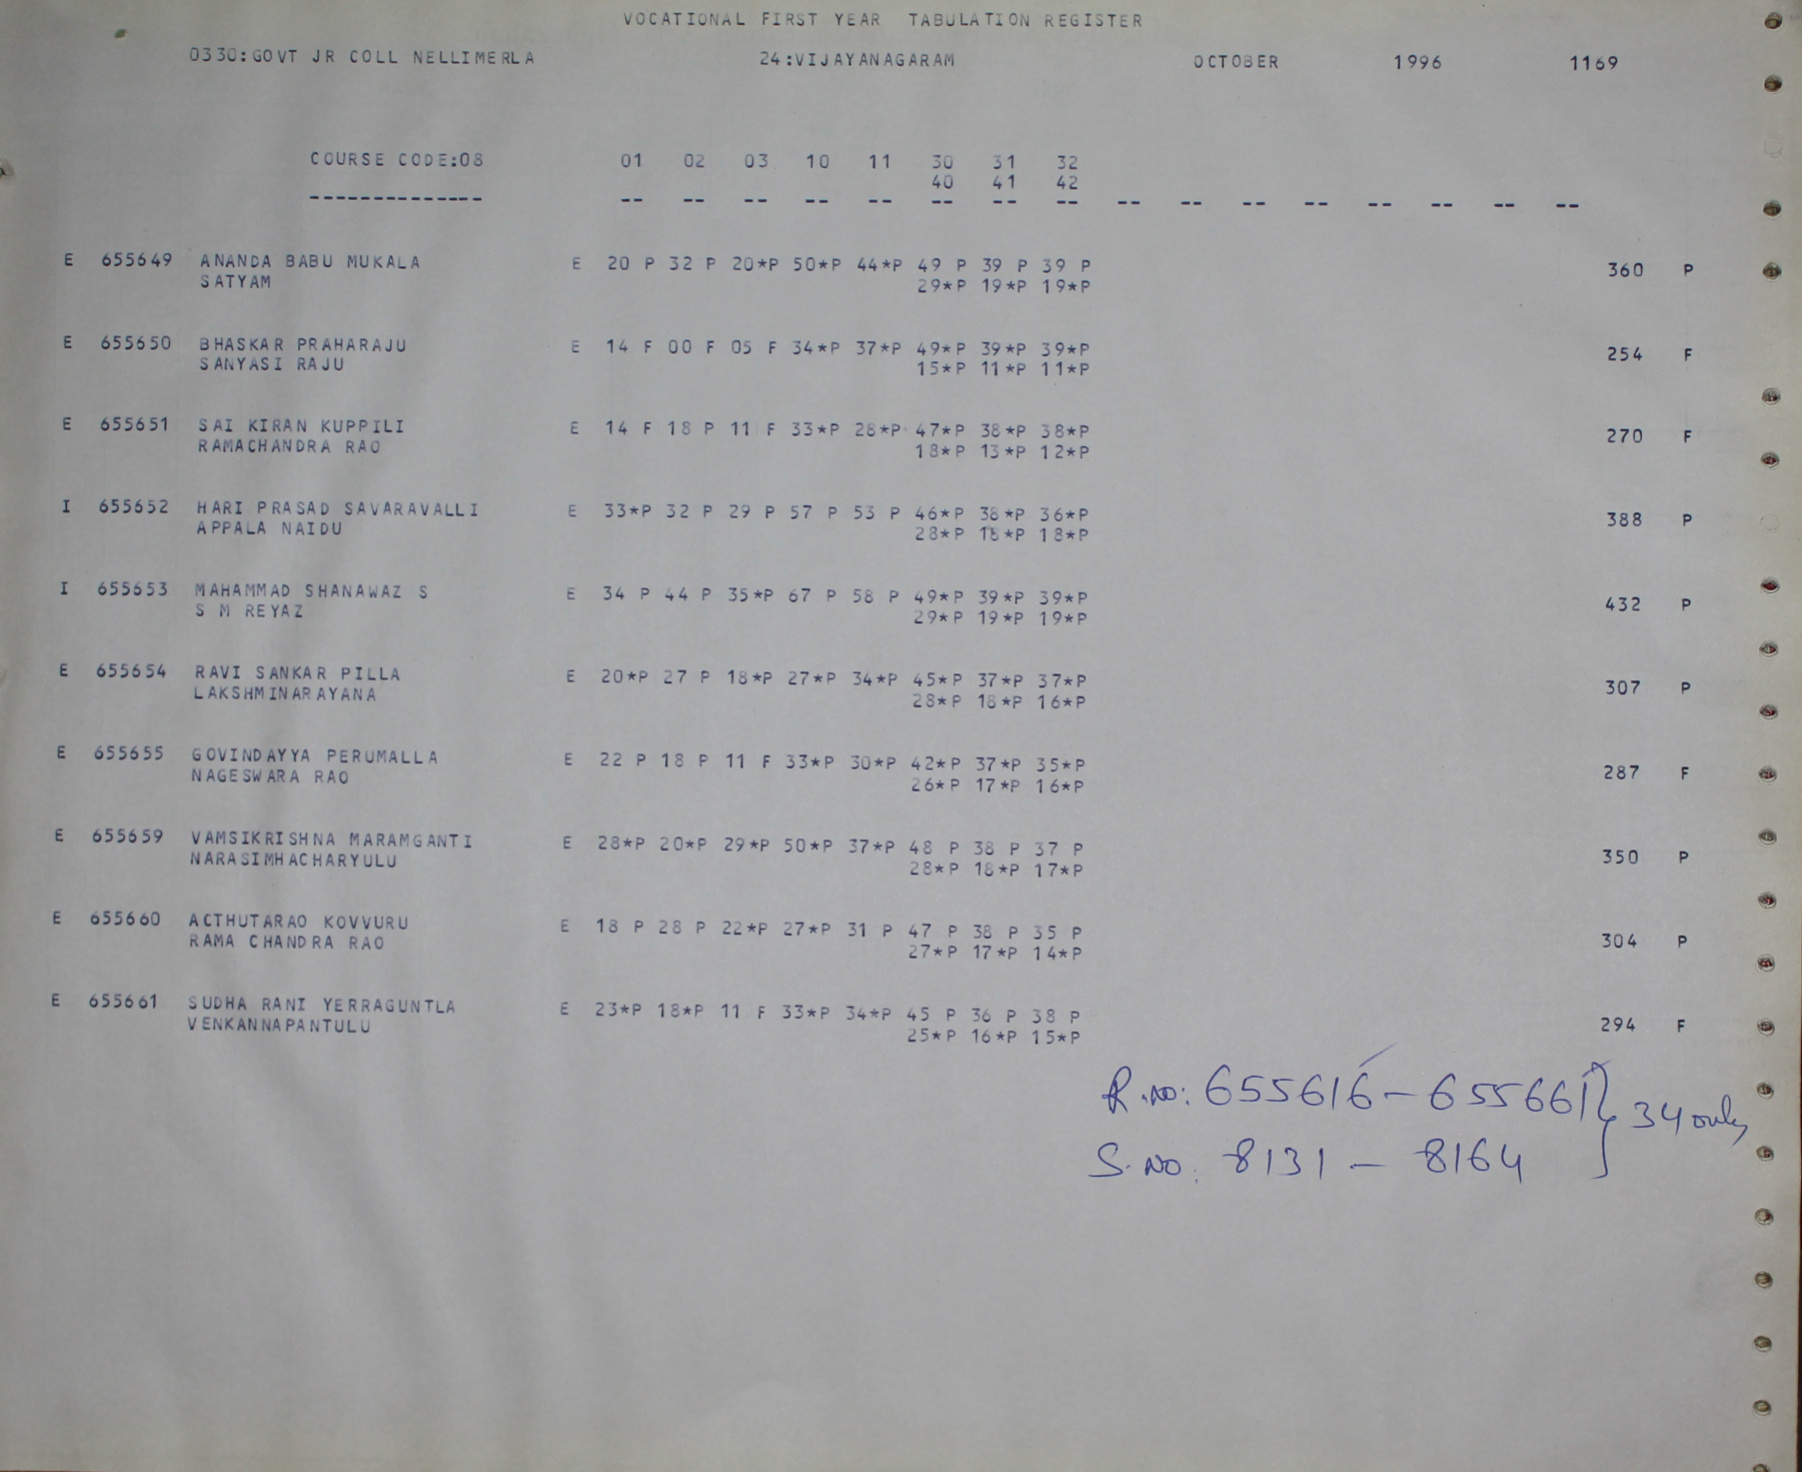 VOCATIONAL FIRST YEAR TABULATION REGISTER
0330:GOVT JR COLL NELLIMERLA 24:VIJAYANAGARAM OCTOBER 1996 1169
COURSE CODE:08 01 02 03 10 11 30 31 32
40 41 42
-------------- -- -- -- -- -- -- -- -- -- -- -- -- -- -- -- --
E 655649 ANANDA BABU MUKALA E 20 P 32 P 20*P 50*P 44*P 49 P 39 P 39 P 360 P
SATYAM 29*P 19*P 19*P
E 655650 BHASKAR PRAHARAJU E 14 F 00 F 05 F 34*P 37*P 49*P 39*P 39*P 254 F
SANYASI RAJU 15*P 11*P 11*P
E 655651 SAI KIRAN KUPPILI E 14 F 18 P 11 F 33*P 28*P 47*P 38*P 38*P 270 F
RAMACHANDRA RAO 18*P 13*P 12*P
I 655652 HARI PRASAD SAVARAVALLI E 33*P 32 P 29 P 57 P 53 P 46*P 38*P 36*P 388 P
APPALA NAIDU 28*P 18*P 18*P
I 655653 MAHAMMAD SHANAWAZ S E 34 P 44 P 35*P 67 P 58 P 49*P 39*P 39*P 432 P
S M REYAZ 29*P 19*P 19*P
E 655654 RAVI SANKAR PILLA E 20*P 27 P 18*P 27*P 34*P 45*P 37*P 37*P 307 P
LAKSHMINARAYANA 28*P 18*P 16*P
E 655655 GOVINDAYYA PERUMALLA E 22 P 18 P 11 F 33*P 30*P 42*P 37*P 35*P 287 F
NAGESWARA RAO 26*P 17*P 16*P
E 655659 VAMSIKRISHNA MARAMGANTI E 28*P 20*P 29*P 50*P 37*P 48 P 38 P 37 P 350 P
NARASIMHACHARYULU 28*P 18*P 17*P
E 655660 ACTHUTARAO KOVVURU E 18 P 28 P 22*P 27*P 31 P 47 P 38 P 35 P 304 P
RAMA CHANDRA RAO 27*P 17*P 14*P
E 655661 SUDHA RANI YERRAGUNTLA E 23*P 18*P 11 F 33*P 34*P 45 P 36 P 38 P 294 F
VENKANNAPANTULU 25*P 16*P 15*P
R.no: 655616 - 655661 } 34 only
S.no. 8131 - 8164